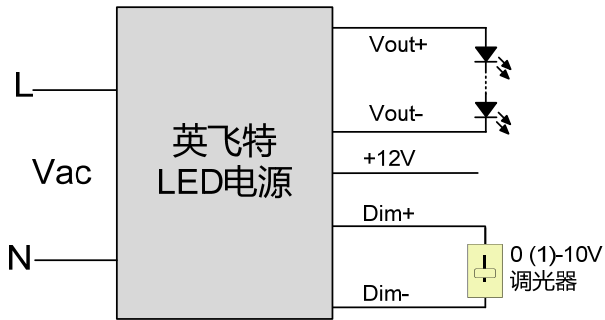 L
Vac
N
英飞特
LED电源
Vout+
Vout-
+12V
Dim+
Dim-
0 (1)-10V
调光器